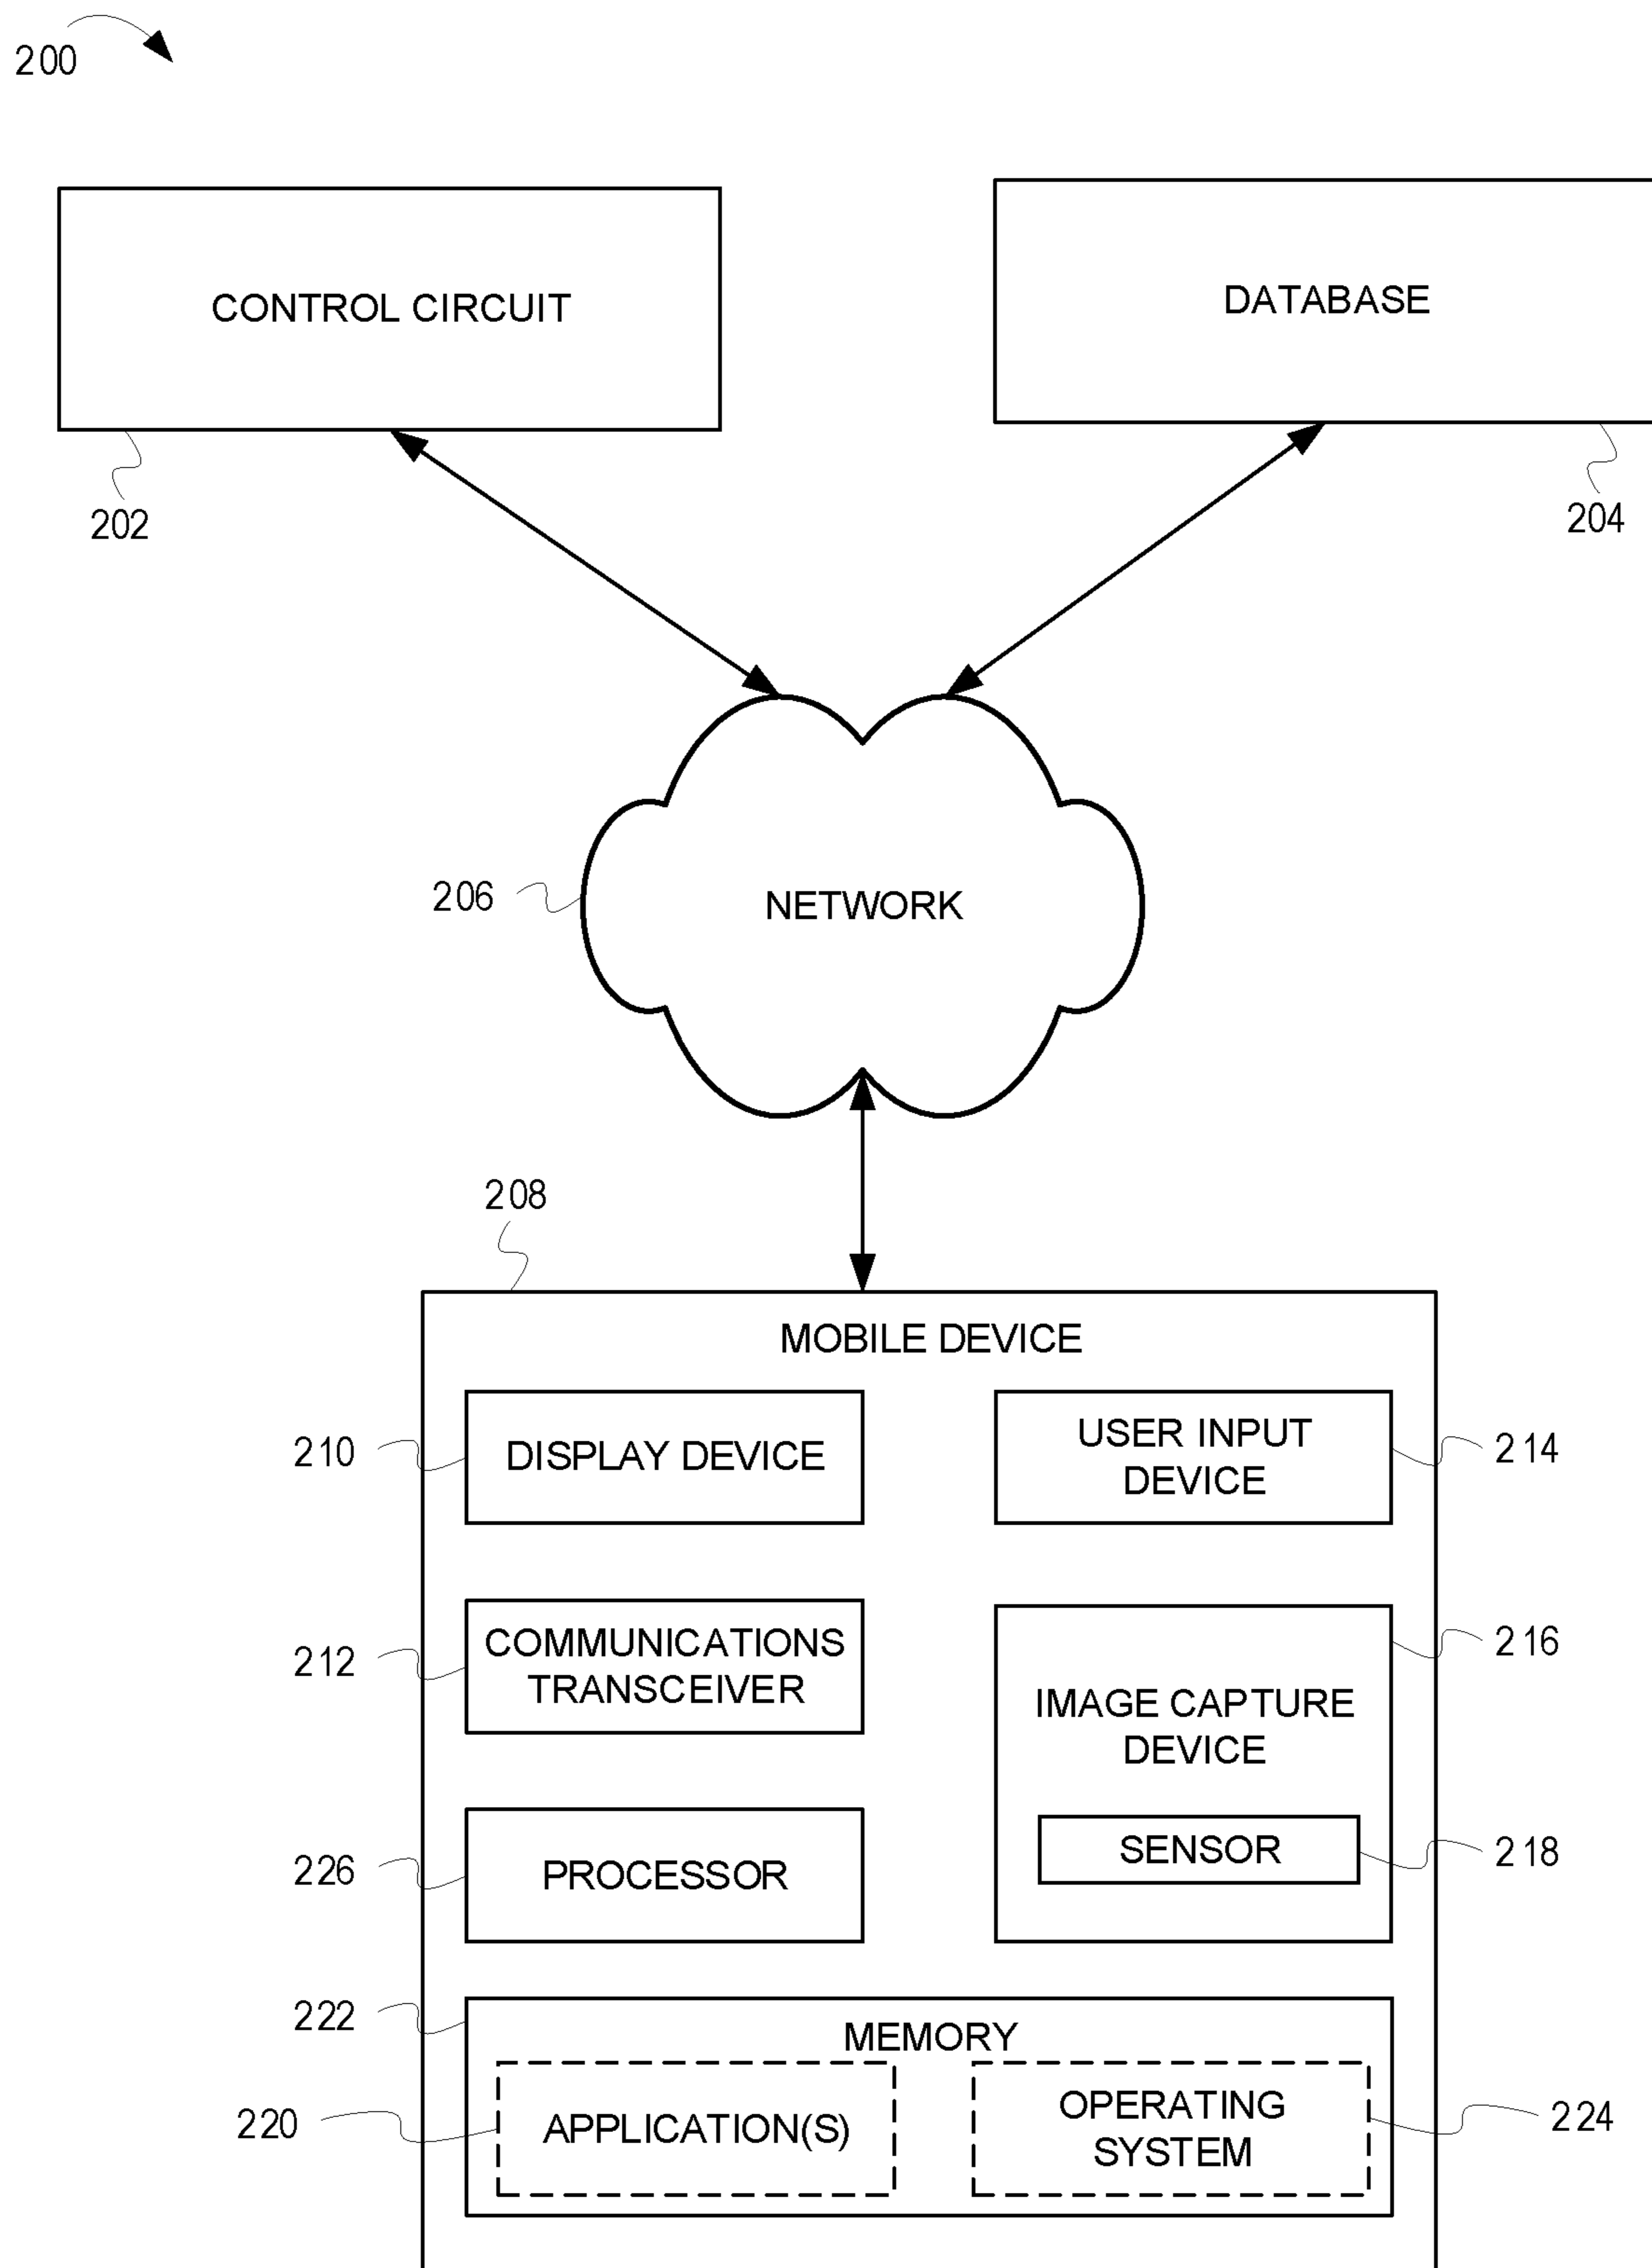 200
CONTROL CIRCUIT
DATABASE
202
204
206
NETWORK
208
MOBILE DEVICE
210
DISPLAY DEVICE
USER INPUT
DEVICE
214
212
COMMUNICATIONS
TRANSCEIVER
216
IMAGE CAPTURE
DEVICE
226
PROCESSOR
SENSOR
218
222
MEMORY
220
APPLICATION(S)
OPERATING
SYSTEM
224